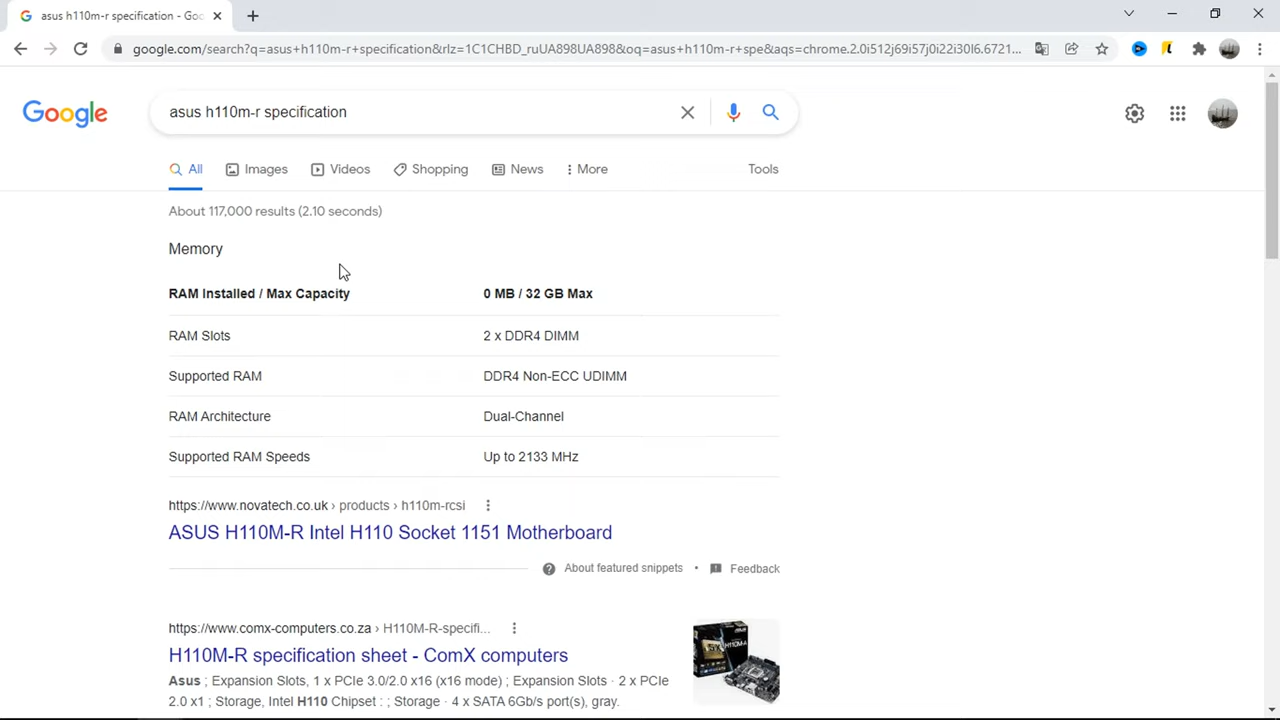 asus h110m-r specification - Goo
google.com/search?q=asus+h110m-r+specification&rlz=1C1CHBD_ruUA898UA898&oq=asus+h110m-r+spe&aqs=chrome.2.0i512j69i57j0i22i30l6.6721...
Google
asus h110m-r specification
All
Images
Videos
Shopping
News
More
Tools
About 117,000 results (2.10 seconds)
Memory
RAM Installed / Max Capacity 0 MB / 32 GB Max
RAM Slots 2 x DDR4 DIMM
Supported RAM DDR4 Non-ECC UDIMM
RAM Architecture Dual-Channel
Supported RAM Speeds Up to 2133 MHz
https://www.novatech.co.uk › products › h110m-rcsi
ASUS H110M-R Intel H110 Socket 1151 Motherboard
About featured snippets • Feedback
https://www.comx-computers.co.za › H110M-R-specifi...
H110M-R specification sheet - ComX computers
Asus ; Expansion Slots, 1 x PCIe 3.0/2.0 x16 (x16 mode) ; Expansion Slots · 2 x PCIe
2.0 x1 ; Storage, Intel H110 Chipset : ; Storage · 4 x SATA 6Gb/s port(s), gray.
H110M-A